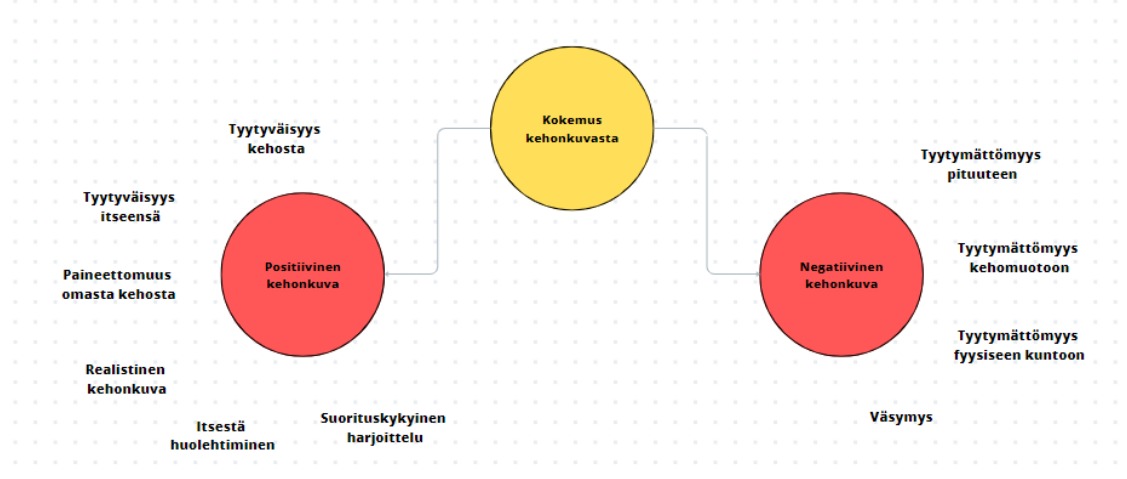 Kokemus
kehonkuvasta
Tyytyväisyys
kehosta
Tyytyväisyys
itseensä
Paineettomuus
omasta kehosta
Realistinen
kehonkuva
Itsestä
huolehtiminen
Suorituskykyinen
harjoittelu
Positiivinen
kehonkuva
Negatiivinen
kehonkuva
Tyytymättömyys
pituuteen
Tyytymättömyys
kehomuotoon
Tyytymättömyys
fyysiseen kuntoon
Väsymys